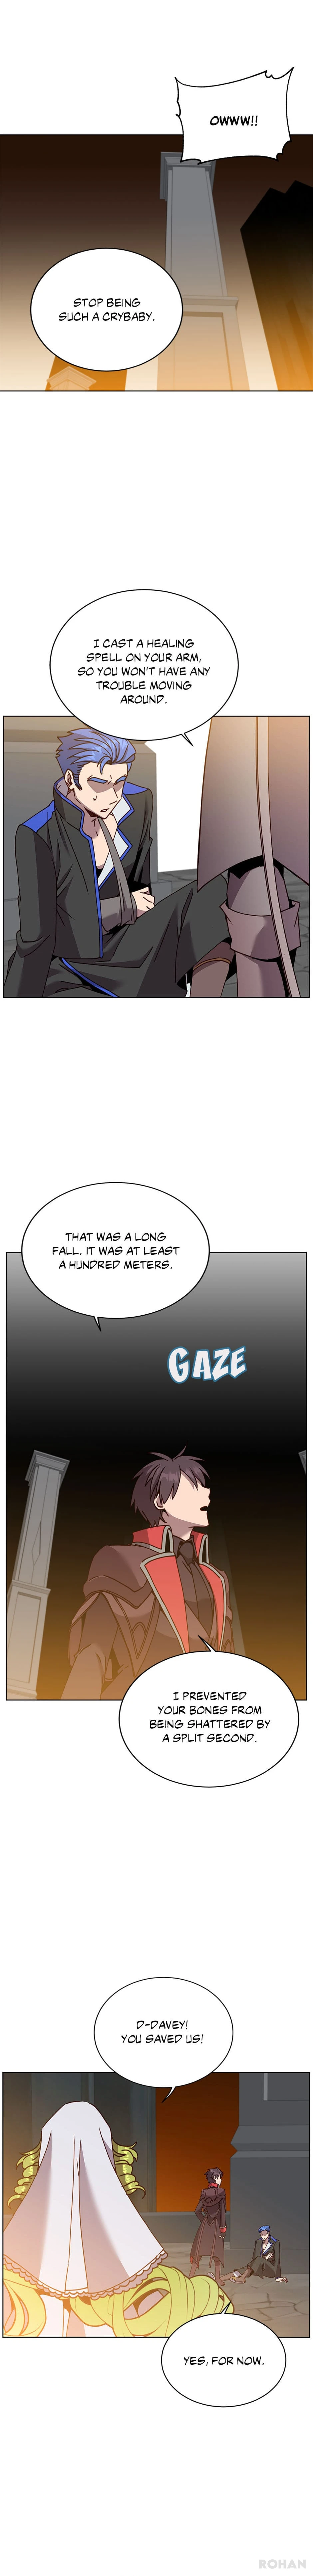 OWWW!!
STOP BEING
SUCH A CRYBABY.
I CAST A HEALING
SPELL ON YOUR ARM,
SO YOU WON'T HAVE ANY
TROUBLE MOVING
AROUND.
THAT WAS A LONG
FALL. IT WAS AT LEAST
A HUNDRED METERS.
GAZE
I PREVENTED
YOUR BONES FROM
BEING SHATTERED BY
A SPLIT SECOND.
D-DAVEY!
YOU SAVED US!
YES, FOR NOW.
ROHAN